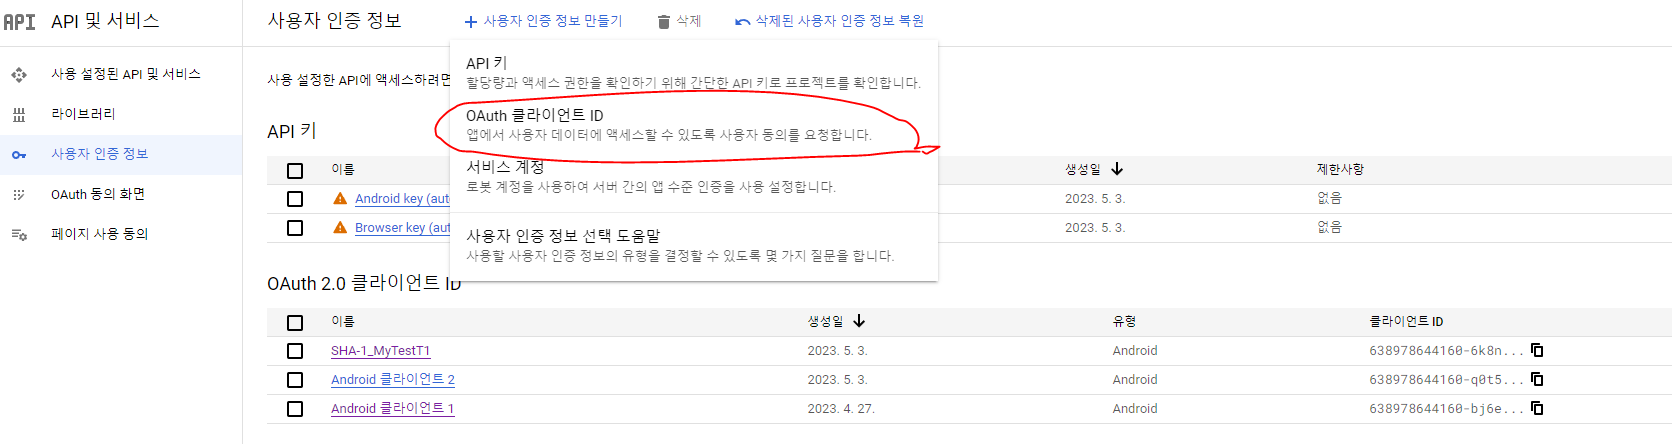 API API 및 서비스
사용 설정된 API 및 서비스
라이브러리
사용자 인증 정보
OAuth 동의 화면
페이지 사용 동의
사용자 인증 정보
사용자 인증 정보 만들기
삭제
삭제된 사용자 인증 정보 복원
사용 설정한 API에 액세스하려면
API 키
할당량과 액세스 권한을 확인하기 위해 간단한 API 키로 프로젝트를 확인합니다.
OAuth 클라이언트 ID
앱에서 사용자 데이터에 액세스할 수 있도록 사용자 동의를 요청합니다.
서비스 계정
로봇 계정을 사용하여 서버 간의 앱 수준 인증을 사용 설정합니다.
사용자 인증 정보 선택 도움말
사용할 사용자 인증 정보의 유형을 결정할 수 있도록 몇 가지 질문을 합니다.
API 키
이름 생성일 제한사항
Android key (aut 2023. 5. 3. 없음
Browser key (aut 2023. 5. 3. 없음
OAuth 2.0 클라이언트 ID
이름 생성일 유형 클라이언트 ID
SHA-1_MyTestT1 2023. 5. 3. Android 638978644160-6k8n...
Android 클라이언트 2 2023. 5. 3. Android 638978644160-q0t5...
Android 클라이언트 1 2023. 4. 27. Android 638978644160-bj6e...